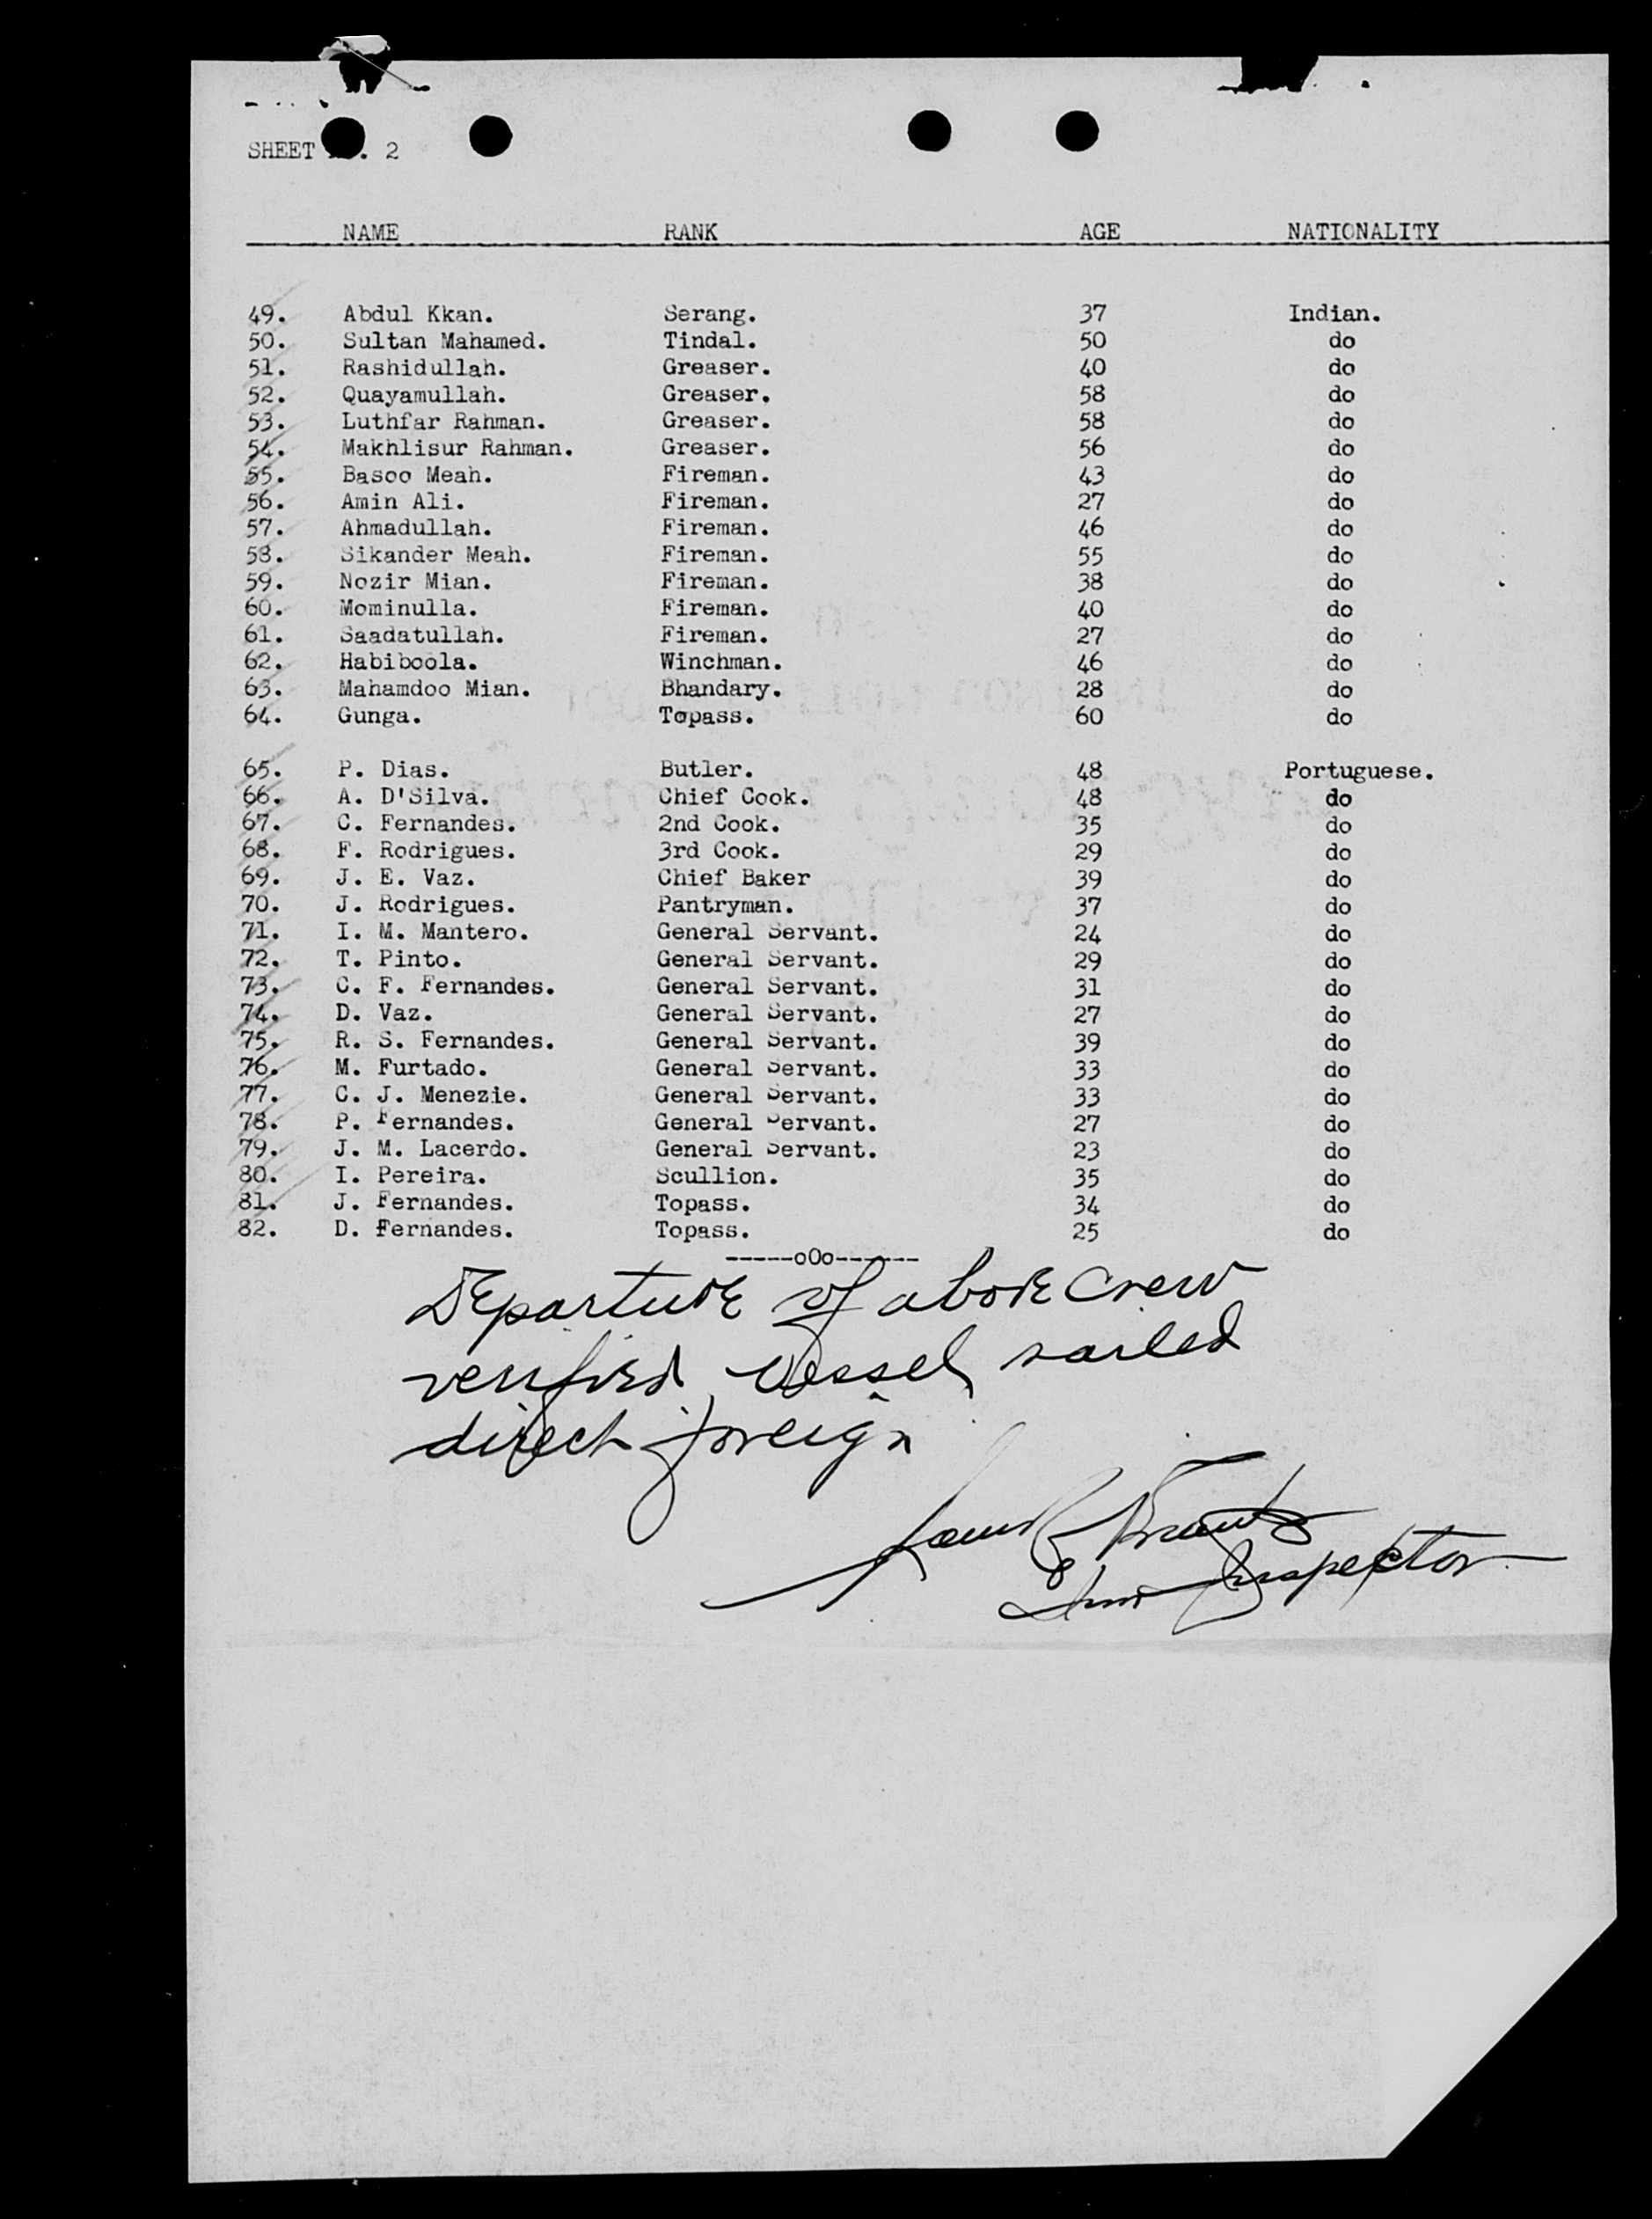 SHEET . 2
NAME RANK AGE NATIONALITY
49. Abdul Kkan. Serang. 37 Indian.
50. Sultan Mahamed. Tindal. 50 do
51. Rashidullah. Greaser. 40 do
52. Quayamullah. Greaser. 58 do
53. Luthfar Rahman. Greaser. 58 do
54. Makhlisur Rahman. Greaser. 56 do
55. Basoo Meah. Fireman. 43 do
56. Amin Ali. Fireman. 27 do
57. Ahmadullah. Fireman. 46 do
58. Sikander Meah. Fireman. 55 do
59. Nozir Mian. Fireman. 38 do
60. Mominulla. Fireman. 40 do
61. Saadatullah. Fireman. 27 do
62. Habiboola. Winchman. 46 do
63. Mahamdoo Mian. Bhandary. 28 do
64. Gunga. Topass. 60 do
65. P. Dias. Butler. 48 Portuguese.
66. A. D'Silva. Chief Cook. 48 do
67. C. Fernandes. 2nd Cook. 35 do
68. F. Rodrigues. 3rd Cook. 29 do
69. J. E. Vaz. Chief Baker 39 do
70. J. Rodrigues. Pantryman. 37 do
71. I. M. Mantero. General Servant. 24 do
72. T. Pinto. General Servant. 29 do
73. C. F. Fernandes. General Servant. 31 do
74. D. Vaz. General Servant. 27 do
75. R. S. Fernandes. General Servant. 39 do
76. M. Furtado. General Servant. 33 do
77. C. J. Menezie. General Servant. 33 do
78. P. Fernandes. General Servant. 27 do
79. J. M. Lacerdo. General Servant. 23 do
80. I. Pereira. Scullion. 35 do
81. J. Fernandes. Topass. 34 do
82. D. Fernandes. Topass. 25 do
------oOo-------
Departure of above crew
verified vessel sailed
direct foreign
Inspector